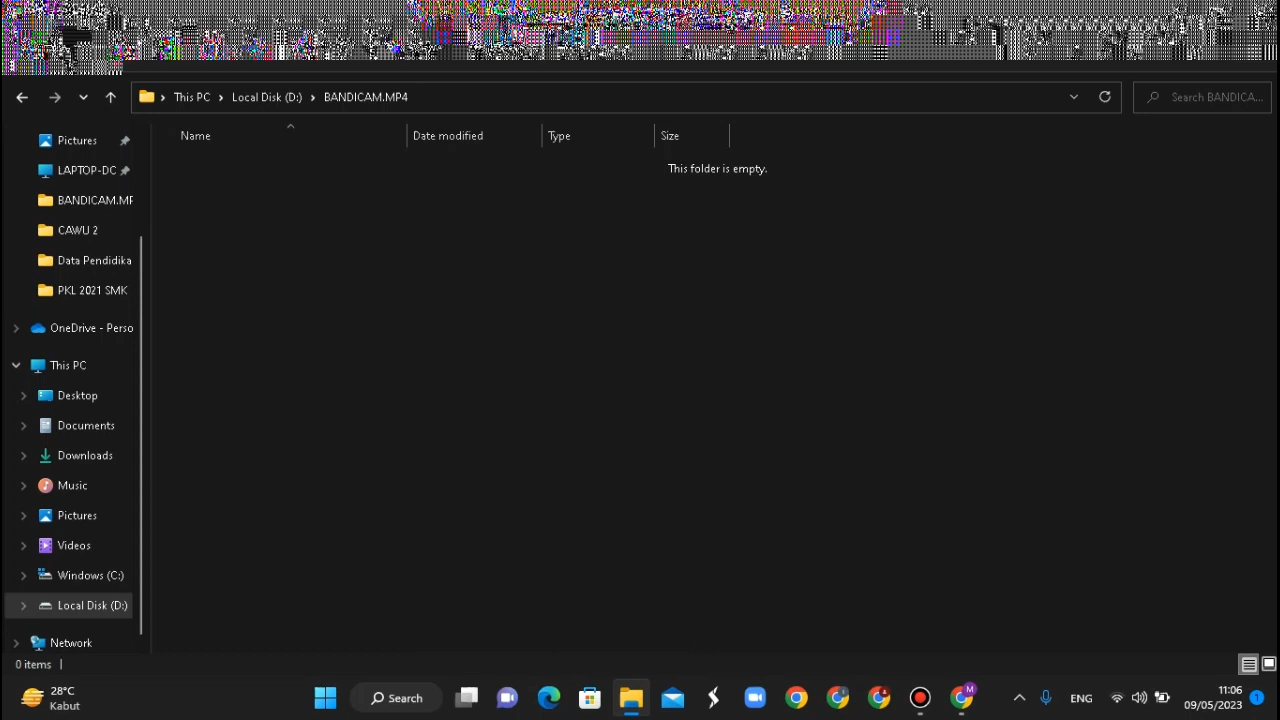 This PC Local Disk (D:) BANDICAM.MP4 Search BANDICA...
Name Date modified Type Size
This folder is empty.
Pictures
LAPTOP-DC
BANDICAM.MP
CAWU 2
Data Pendidika
PKL 2021 SMK
OneDrive - Perso
This PC
Desktop
Documents
Downloads
Music
Pictures
Videos
Windows (C:)
Local Disk (D:)
Network
0 items
28°C
Kabut
Search
M
ENG
11:06
09/05/2023
1